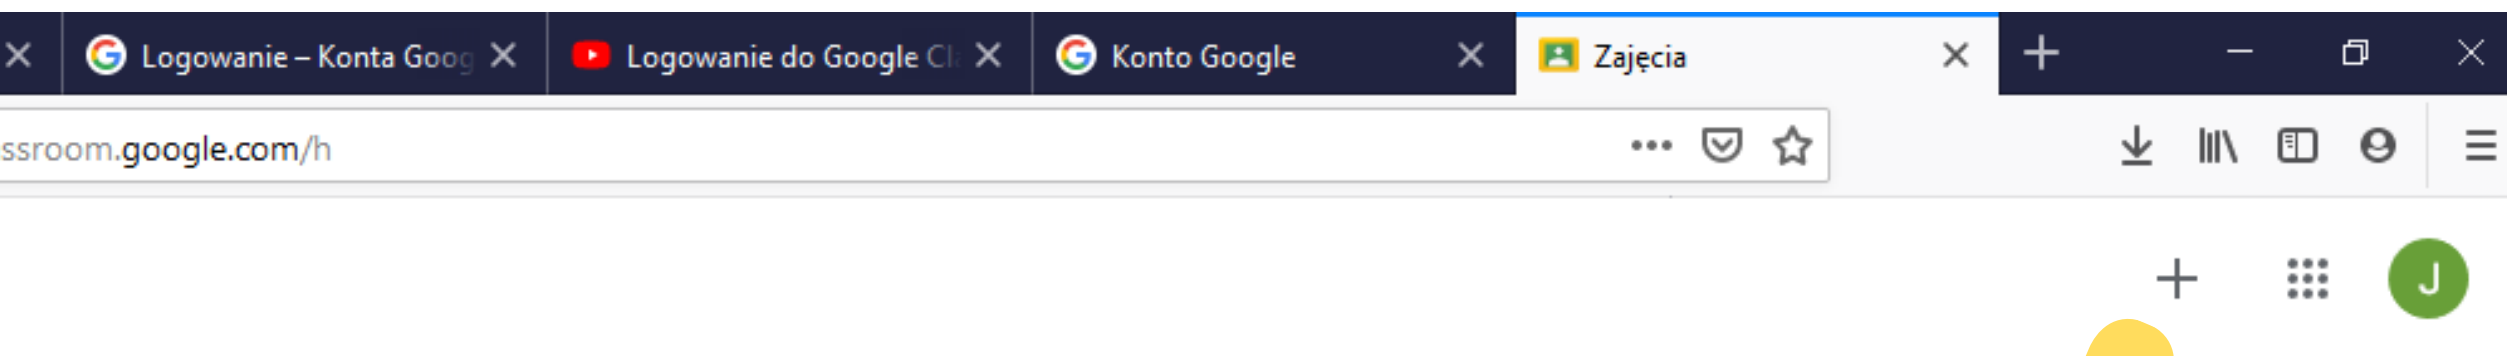 Logowanie – Konta Goog
Logowanie do Google Cl
Konto Google
Zajęcia
ssroom.google.com/h
J